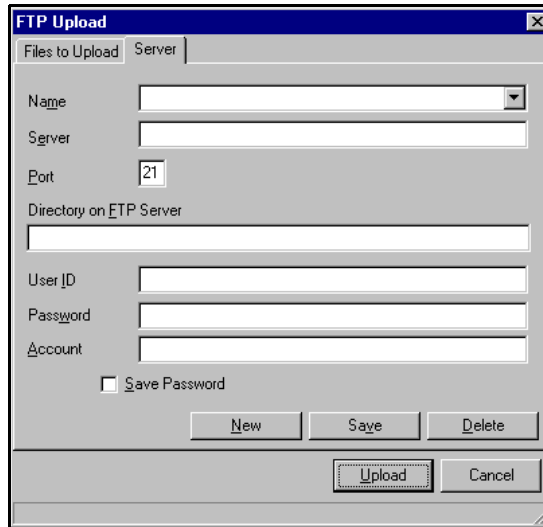 FTP Upload
Files to Upload Server
Name
Server
Port 21
Directory on FTP Server
User ID
Password
Account
Save Password
New Save Delete
Upload Cancel